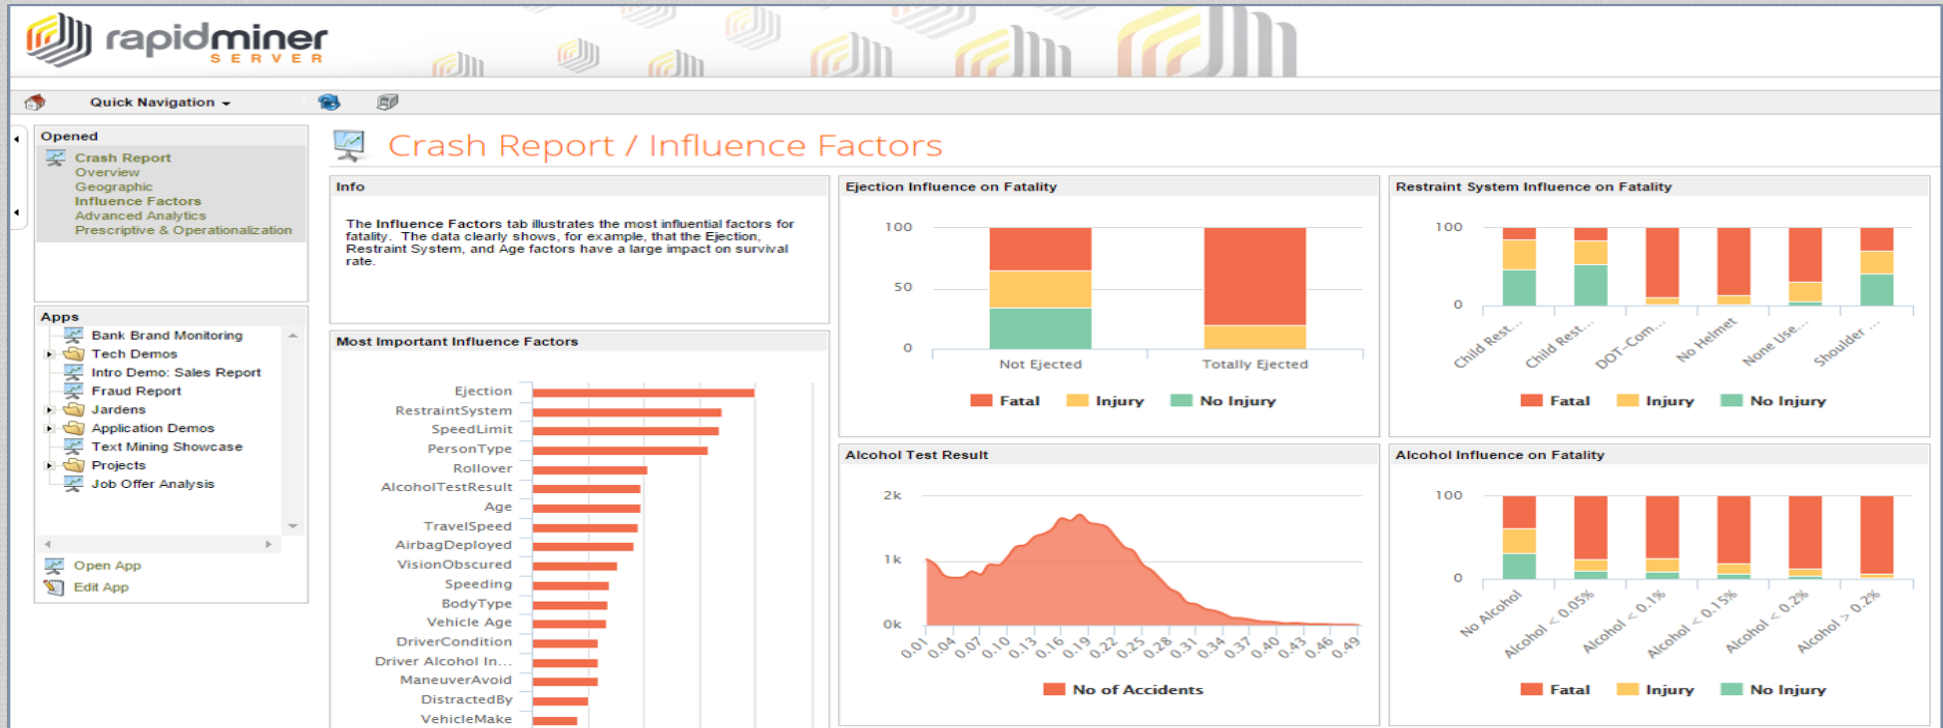 rapidminer
SERVER
Quick Navigation
Opened
Crash Report
Overview
Geographic
Influence Factors
Advanced Analytics
Prescriptive & Operationalization
Apps
Bank Brand Monitoring
Tech Demos
Intro Demo: Sales Report
Fraud Report
Jardens
Application Demos
Text Mining Showcase
Projects
Job Offer Analysis
Open App
Edit App
Crash Report / Influence Factors
Info
The Influence Factors tab illustrates the most influential factors for
fatality. The data clearly shows, for example, that the Ejection,
Restraint System, and Age factors have a large impact on survival
rate.
Most Important Influence Factors
Ejection
RestraintSystem
SpeedLimit
PersonType
Rollover
AlcoholTestResult
Age
TravelSpeed
AirbagDeployed
VisionObscured
Speeding
BodyType
Vehicle Age
DriverCondition
Driver Alcohol In...
ManeuverAvoid
DistractedBy
VehicleMake
Ejection Influence on Fatality
100
50
0
Not Ejected Totally Ejected
Fatal Injury No Injury
Restraint System Influence on Fatality
100
0
Child Rest... Child Rest... DOT-Com... No Helmet None Use... Shoulder ...
Fatal Injury No Injury
Alcohol Test Result
2k
1k
0k
0.01 0.04 0.07 0.10 0.13 0.16 0.19 0.22 0.25 0.28 0.31 0.34 0.37 0.40 0.43 0.46 0.49
No of Accidents
Alcohol Influence on Fatality
100
0
No Alcohol Alcohol < 0.05% Alcohol < 0.1% Alcohol < 0.15% Alcohol < 0.2% Alcohol > 0.2%
Fatal Injury No Injury